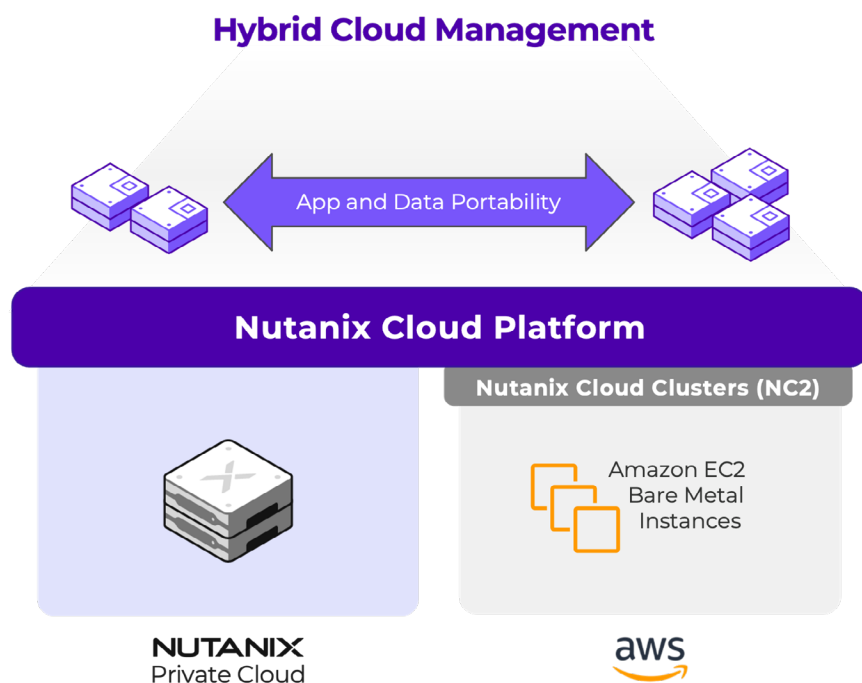 Hybrid Cloud Management
App and Data Portability
Nutanix Cloud Platform
Nutanix Cloud Clusters (NC2)
Amazon EC2
Bare Metal
Instances
NUTANIX
Private Cloud
aws